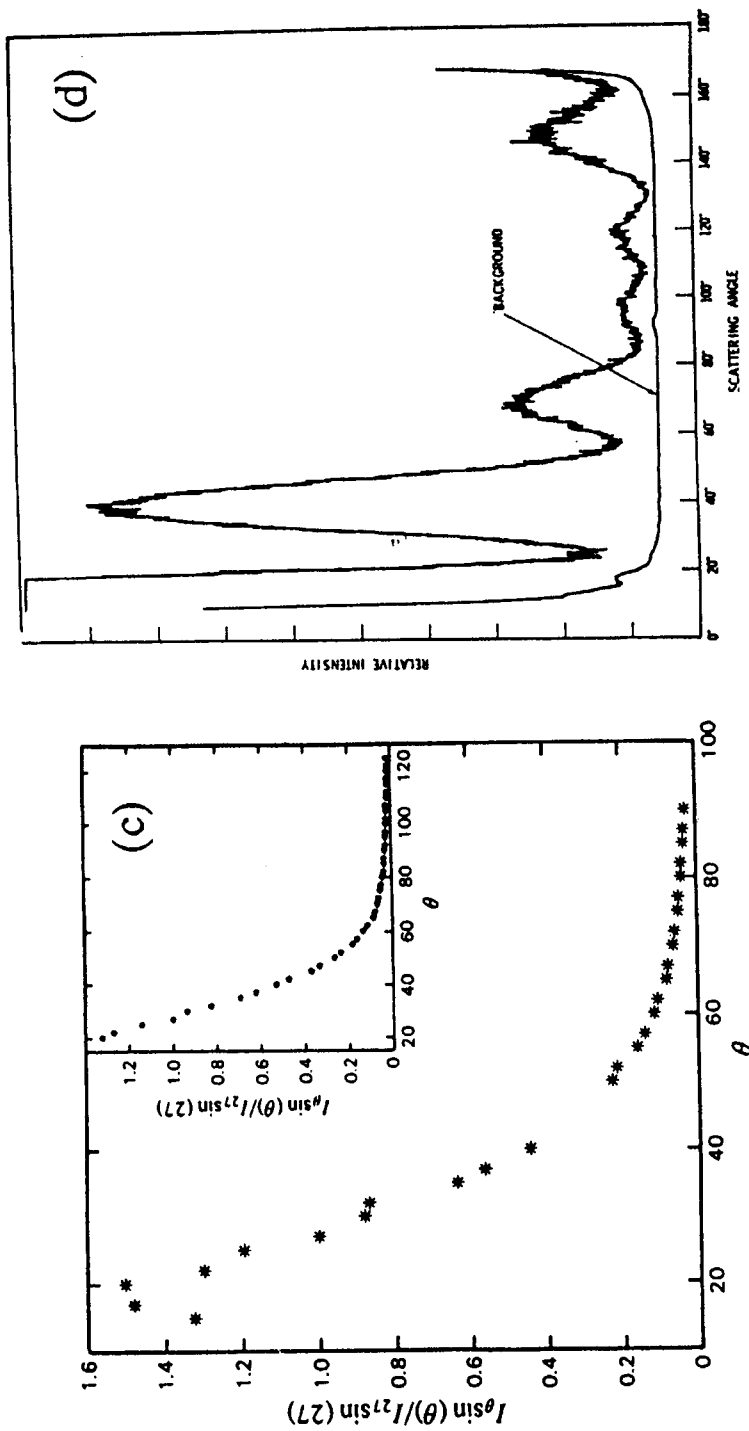 (c)
I_θ sin (θ)/I_27 sin (27)
1.6
1.4
1.2
1.0
0.8
0.6
0.4
0.2
0
20 40 60 80 100
θ
I_θ sin (θ)/I_27 sin (27)
1.2
1.0
0.8
0.6
0.4
0.2
0
20 40 60 80 100 120
θ
(d)
RELATIVE INTENSITY
BACKGROUND
0° 20° 40° 60° 80° 100° 120° 140° 160° 180°
SCATTERING ANGLE